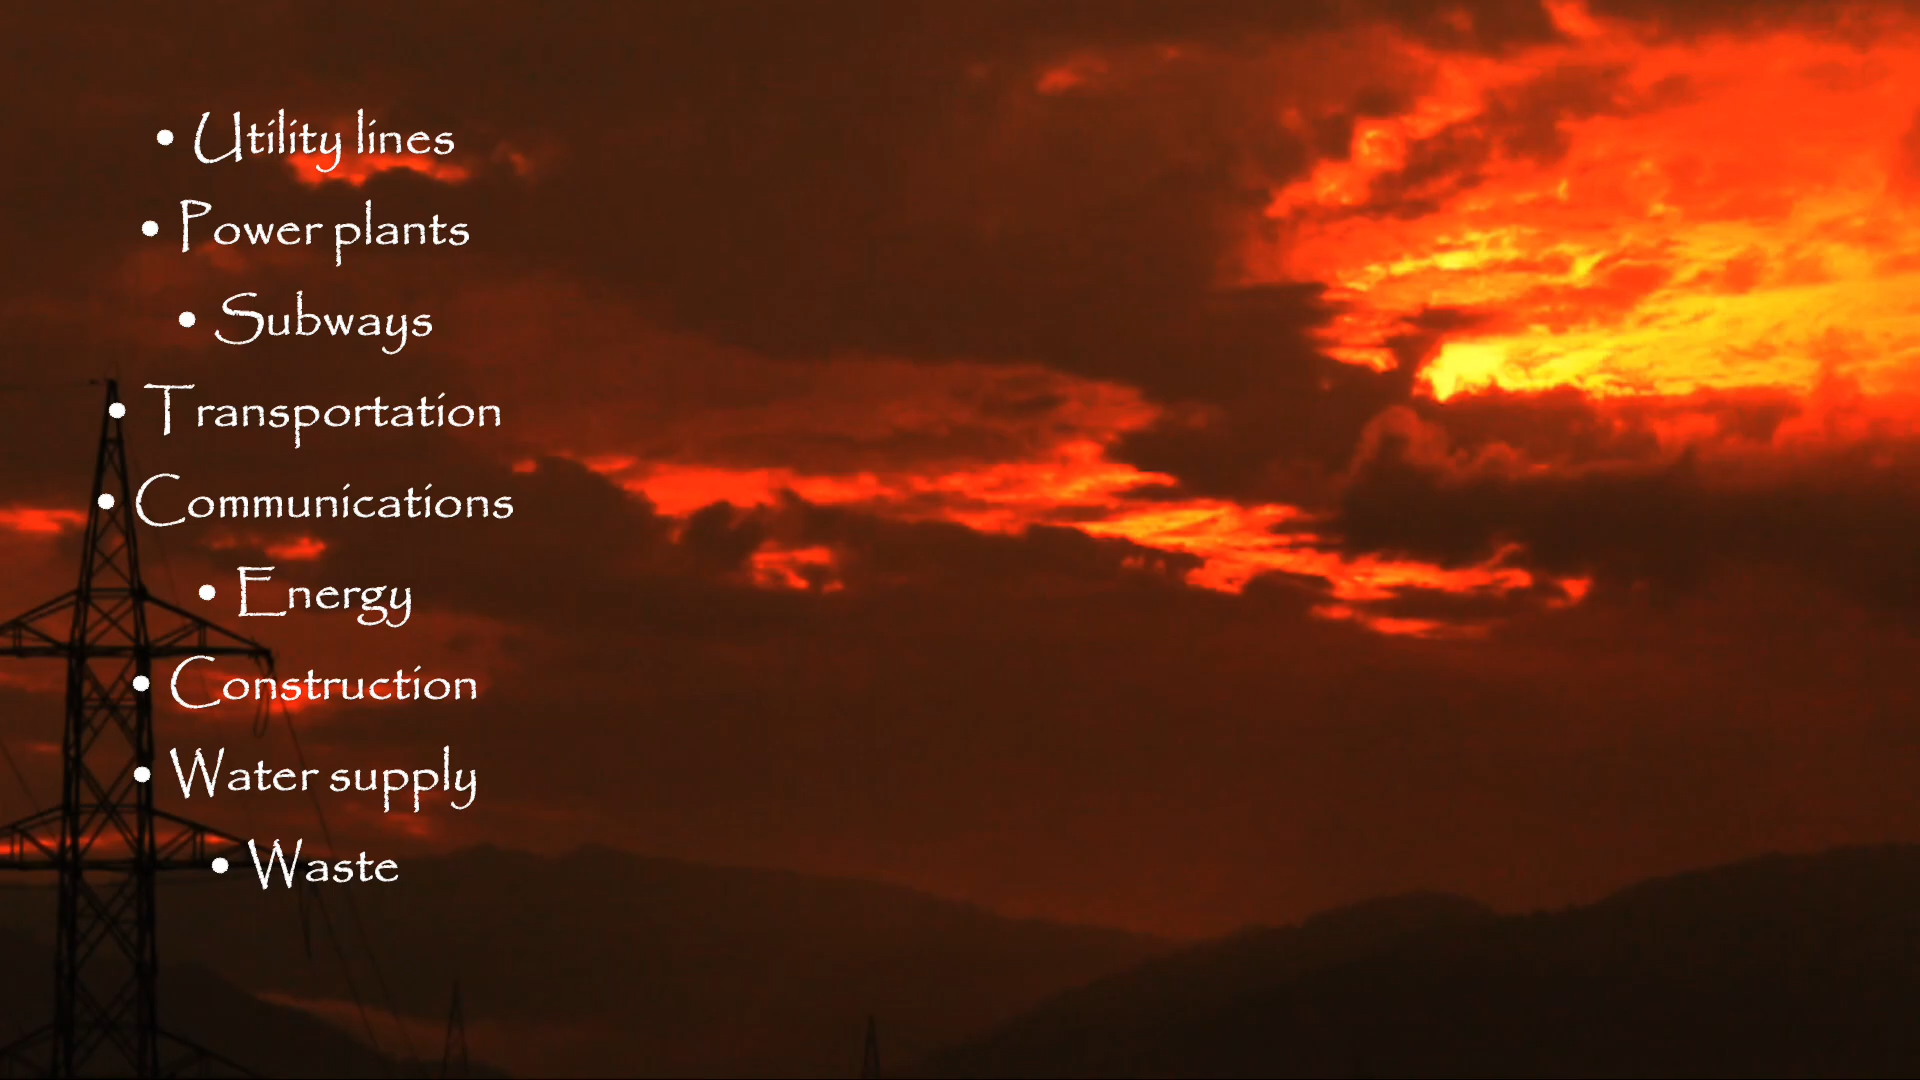 • Utility lines
• Power plants
• Subways
• Transportation
• Communications
• Energy
• Construction
• Water supply
• Waste